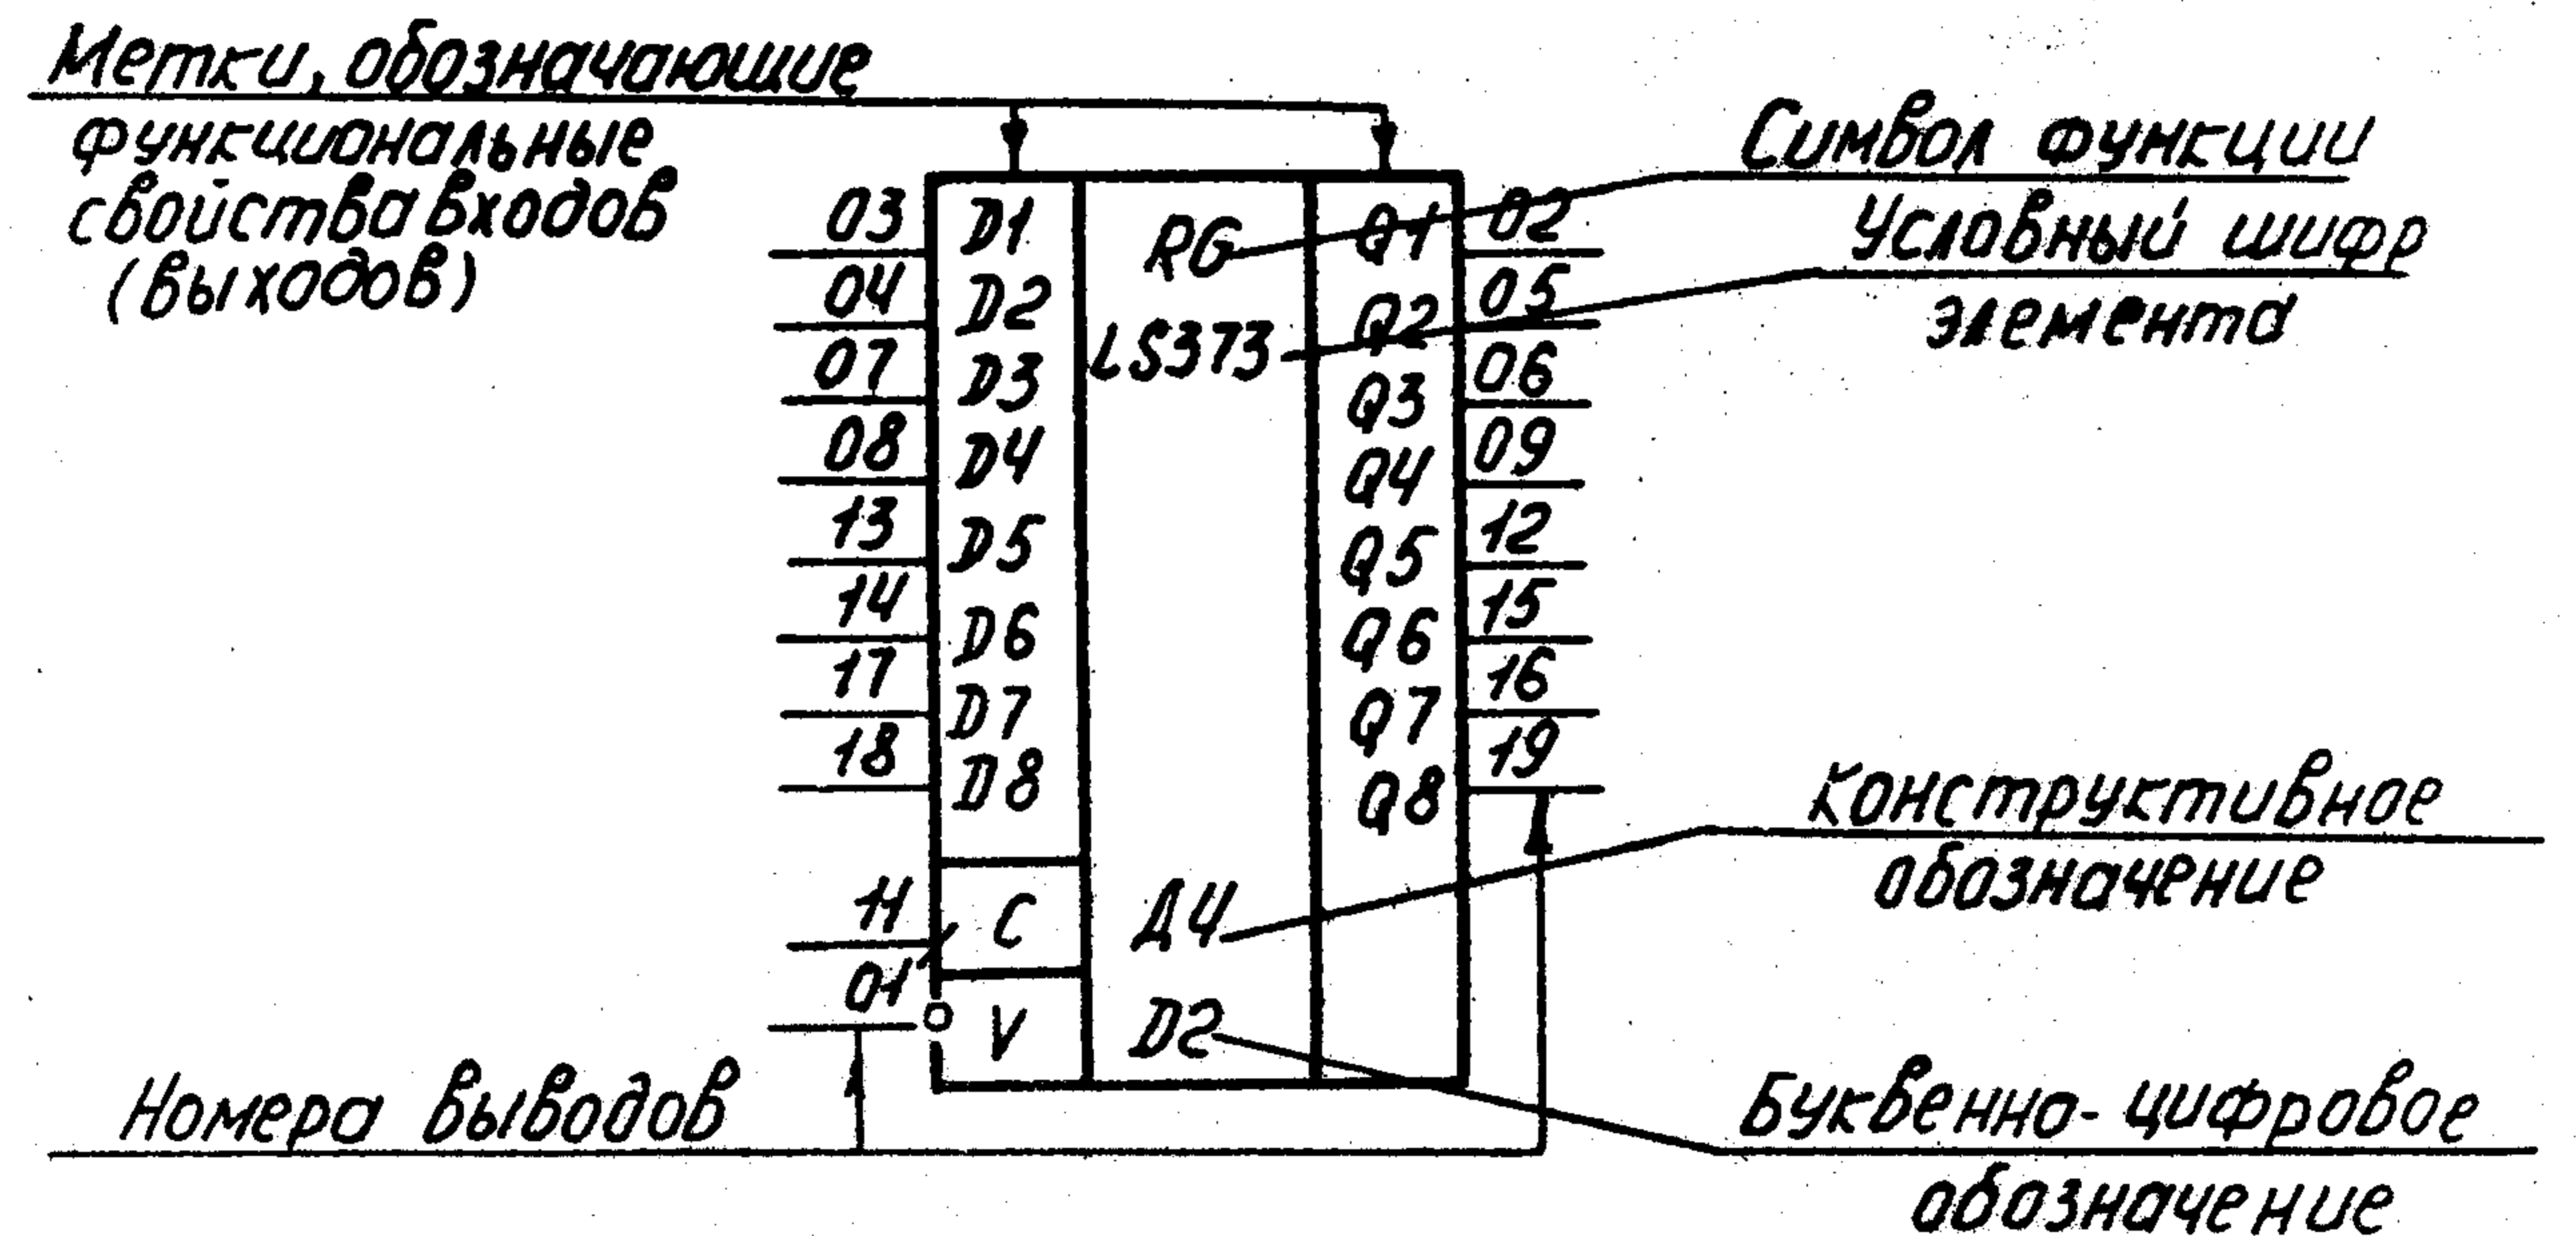 Метки, обозначающие
функциональные
свойства входов
(выходов)
Символ функции
Условный шифр
элемента
03 D1 RG Q1 02
04 D2 LS373 Q2 05
07 D3 Q3 06
08 D4 Q4 09
13 D5 Q5 12
14 D6 Q6 15
17 D7 Q7 16
18 D8 Q8 19
11 C Д4
01 V D2
Конструктивное
обозначение
Номера выводов
Буквенно-цифровое
обозначение